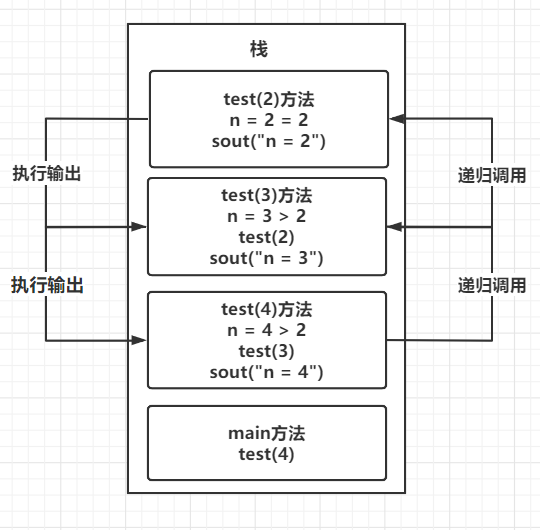 栈
test(2)方法
n = 2 = 2
sout("n = 2")
执行输出
递归调用
test(3)方法
n = 3 > 2
test(2)
sout("n = 3")
执行输出
递归调用
test(4)方法
n = 4 > 2
test(3)
sout("n = 4")
main方法
test(4)